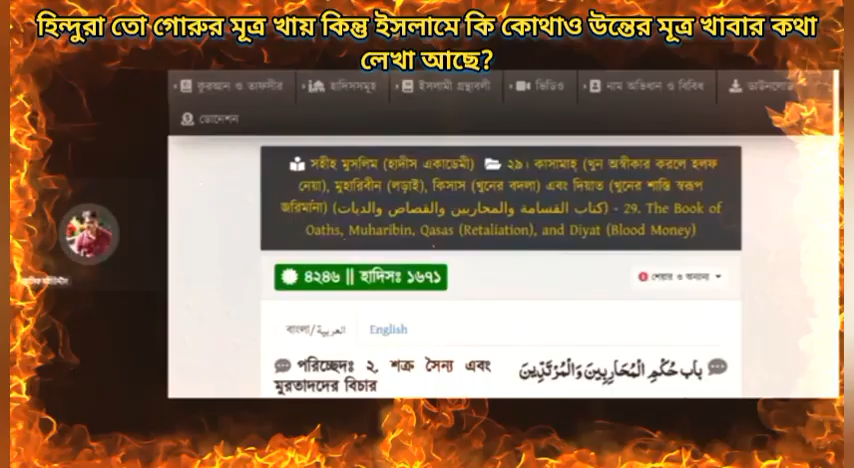 হিন্দুরা তো গোরুর মূত্র খায় কিন্তু ইসলামে কি কোথাও উন্তের মূত্র খাবার কথা
লেখা আছে?
কুরআন ও তাফসীর হাদিসসমূহ ইসলামী গ্রন্থাবলী ভিডিও নাম অভিধান ও বিবিধ ডাউনলোড
ডোনেশন
সহীহ মুসলিম (হাদীস একাডেমী) ২৯। কাসামাহ্ (খুন অস্বীকার করলে হলফ
নেয়া), মুহারিবীন (লড়াই), কিসাস (খুনের বদলা) এবং দিয়াত (খুনের শাস্তি স্বরূপ
জরিমানা) (كتاب القسامة والمحاربين والقصاص والديات) - 29. The Book of
Oaths, Muharibin, Qasas (Retaliation), and Diyat (Blood Money)
৪২৪৬ || হাদিসঃ ১৬৭১
শেয়ার ও অন্যান্য
বাংলা/العربية English
পরিচ্ছেদঃ ২. শত্রু সৈন্য এবং
মুরতাদদের বিচার
باب حُكْمِ الْمُحَارِبِينَ وَالْمُرْتَدِّينَ